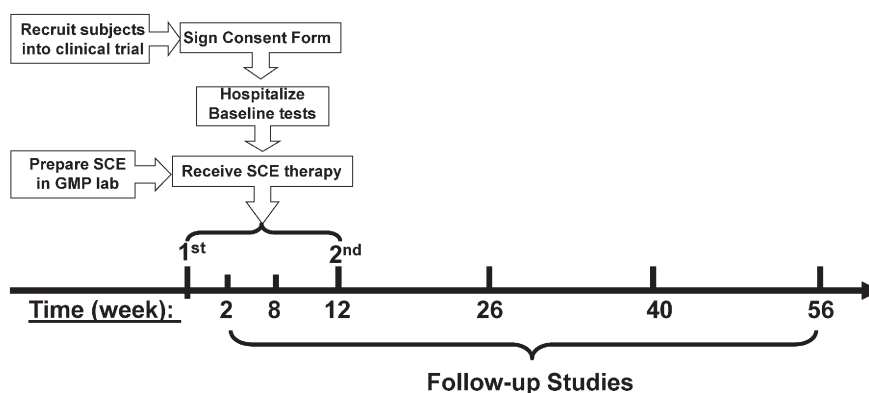 Recruit subjects
into clinical trial
Sign Consent Form
Hospitalize
Baseline tests
Prepare SCE
in GMP lab
Receive SCE therapy
1st 2nd
Time (week): 2 8 12 26 40 56
Follow-up Studies